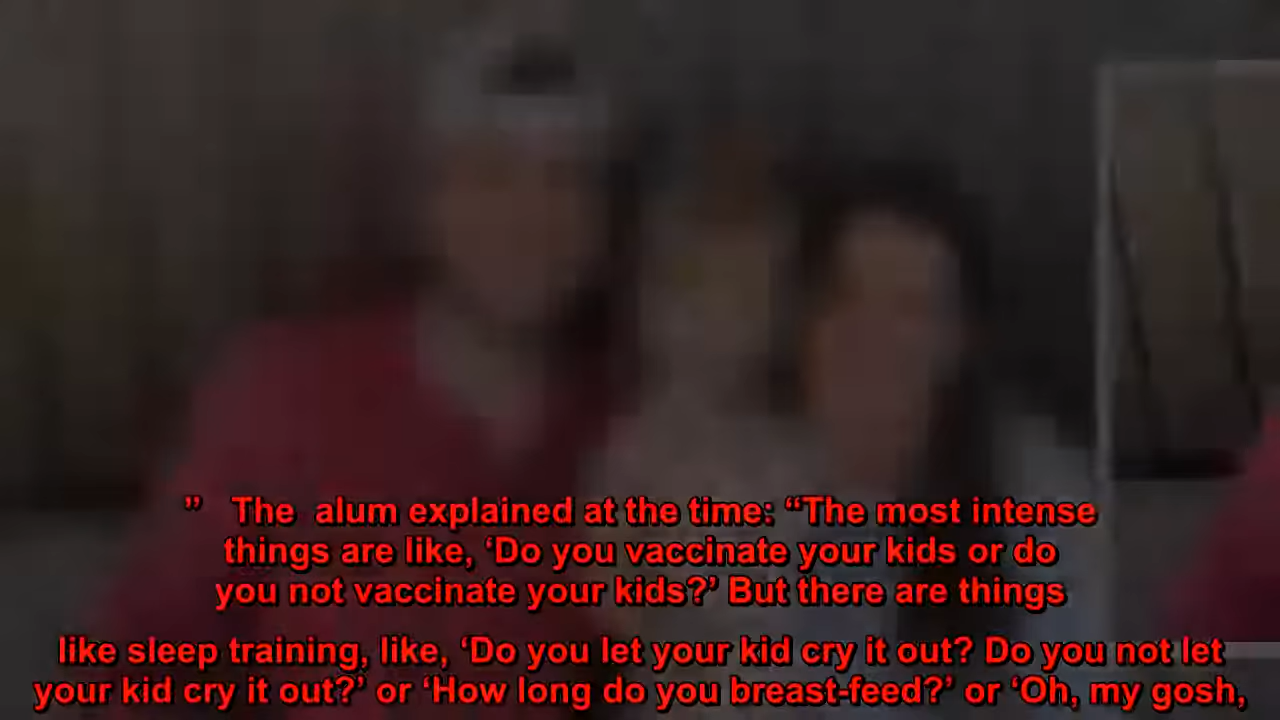 ” The alum explained at the time: “The most intense
things are like, ‘Do you vaccinate your kids or do
you not vaccinate your kids?’ But there are things
like sleep training, like, ‘Do you let your kid cry it out? Do you not let
your kid cry it out?’ or ‘How long do you breast-feed?’ or ‘Oh, my gosh,